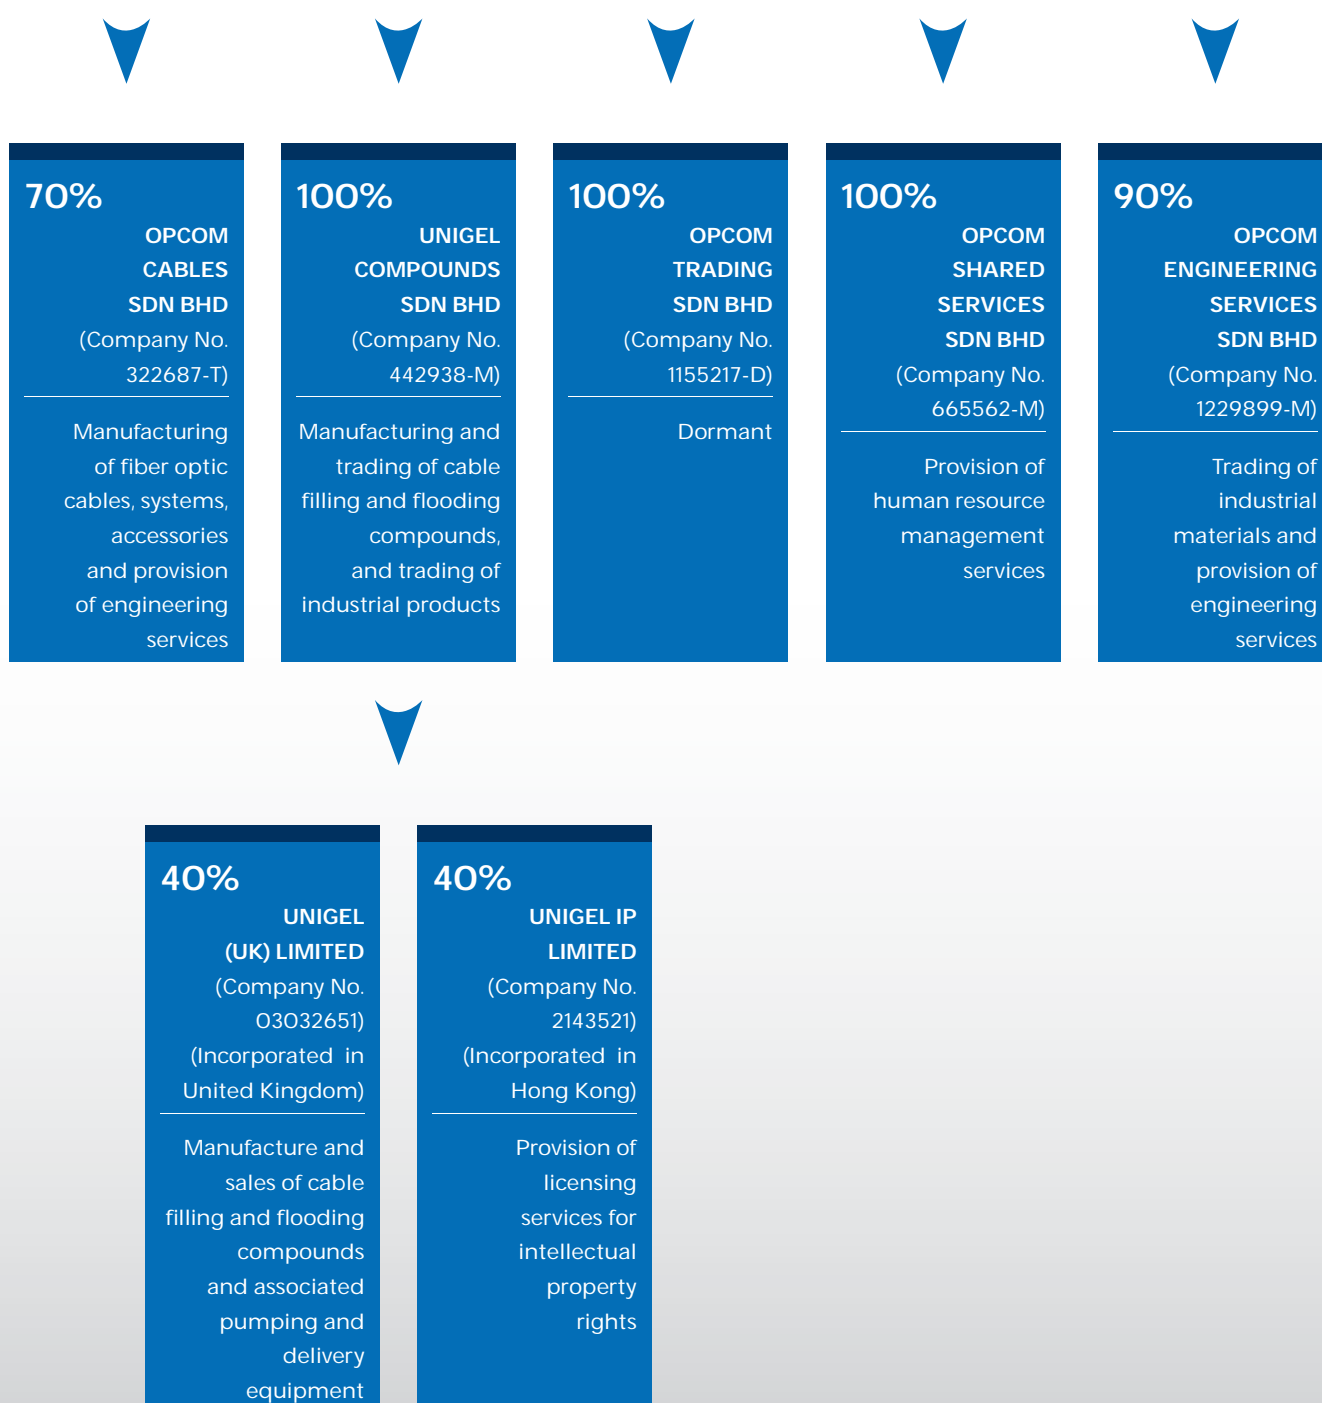 70%
OPCOM
CABLES
SDN BHD
(Company No.
322687-T)
Manufacturing
of fiber optic
cables, systems,
accessories
and provision
of engineering
services
100%
UNIGEL
COMPOUNDS
SDN BHD
(Company No.
442938-M)
Manufacturing and
trading of cable
filling and flooding
compounds,
and trading of
industrial products
100%
OPCOM
TRADING
SDN BHD
(Company No.
1155217-D)
Dormant
100%
OPCOM
SHARED
SERVICES
SDN BHD
(Company No.
665562-M)
Provision of
human resource
management
services
90%
OPCOM
ENGINEERING
SERVICES
SDN BHD
(Company No.
1229899-M)
Trading of
industrial
materials and
provision of
engineering
services
40%
UNIGEL
(UK) LIMITED
(Company No.
03032651)
(Incorporated in
United Kingdom)
Manufacture and
sales of cable
filling and flooding
compounds
and associated
pumping and
delivery
equipment
40%
UNIGEL IP
LIMITED
(Company No.
2143521)
(Incorporated in
Hong Kong)
Provision of
licensing
services for
intellectual
property
rights